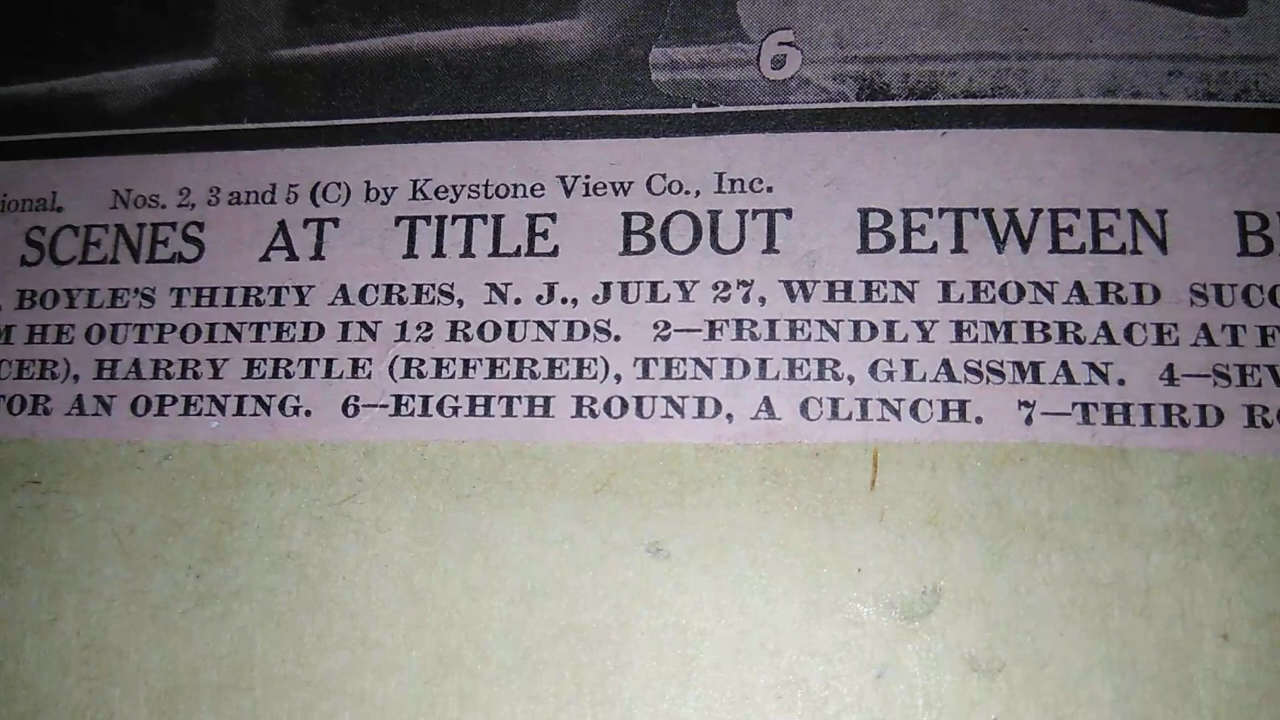 6
Nos. 2, 3 and 5 (C) by Keystone View Co., Inc.
SCENES AT TITLE BOUT BETWEEN
BOYLE'S THIRTY ACRES, N. J., JULY 27, WHEN LEONARD
HE OUTPOINTED IN 12 ROUNDS. 2—FRIENDLY EMBRACE AT
HARRY ERTLE (REFEREE), TENDLER, GLASSMAN. 4—
FOR AN OPENING. 6—EIGHTH ROUND, A CLINCH. 7—THIRD